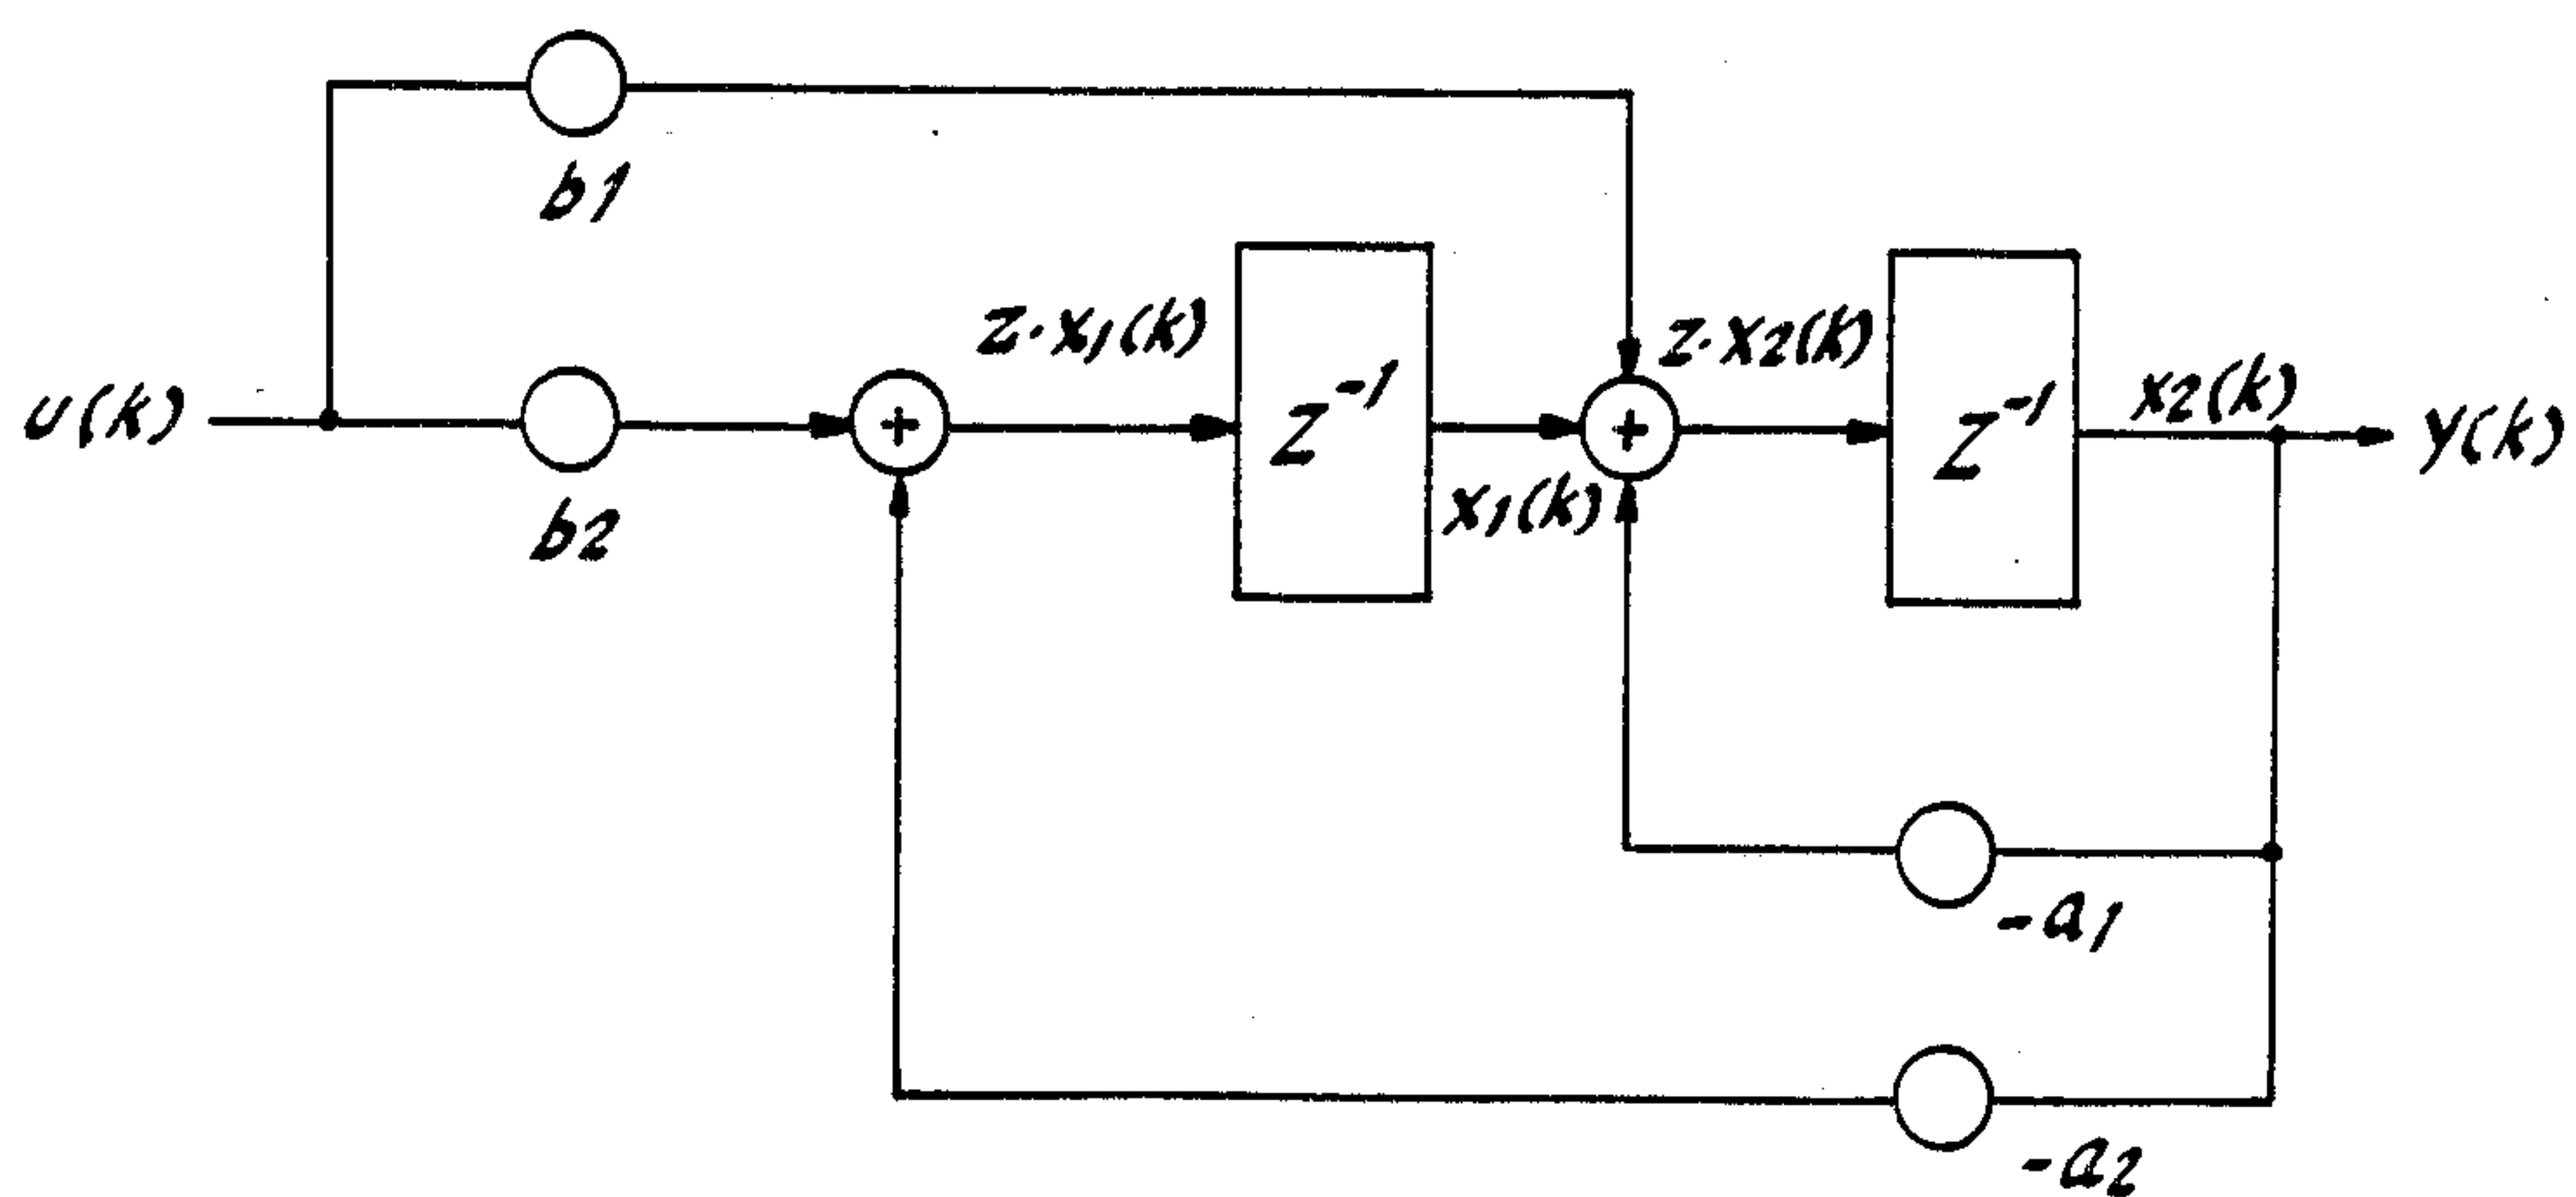 b1
z·x1(k)
z·x2(k)
x2(k)
u(k)
+
z-1
+
z-1
y(k)
x1(k)
b2
-a1
-a2